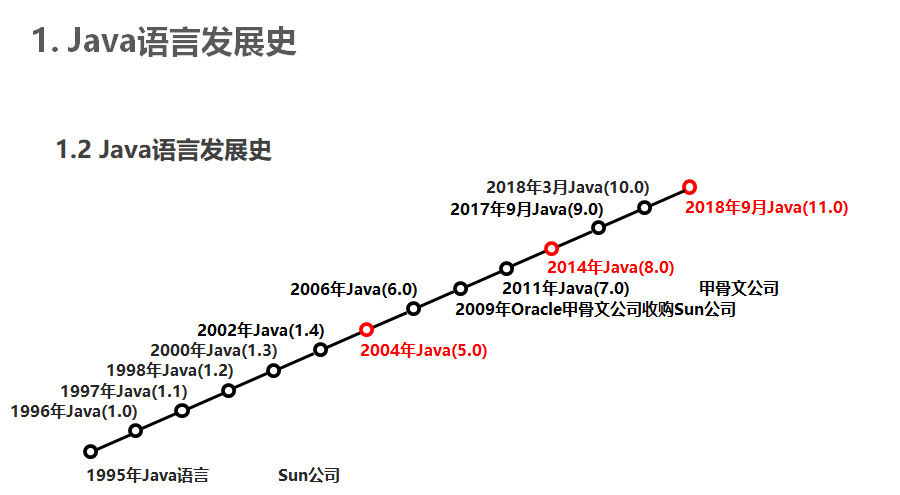 1. Java语言发展史
1.2 Java语言发展史
2018年3月Java(10.0)
2018年9月Java(11.0)
2017年9月Java(9.0)
2014年Java(8.0)
2006年Java(6.0)
2011年Java(7.0)
甲骨文公司
2009年Oracle甲骨文公司收购Sun公司
2002年Java(1.4)
2000年Java(1.3)
2004年Java(5.0)
1998年Java(1.2)
1997年Java(1.1)
1996年Java(1.0)
1995年Java语言
Sun公司